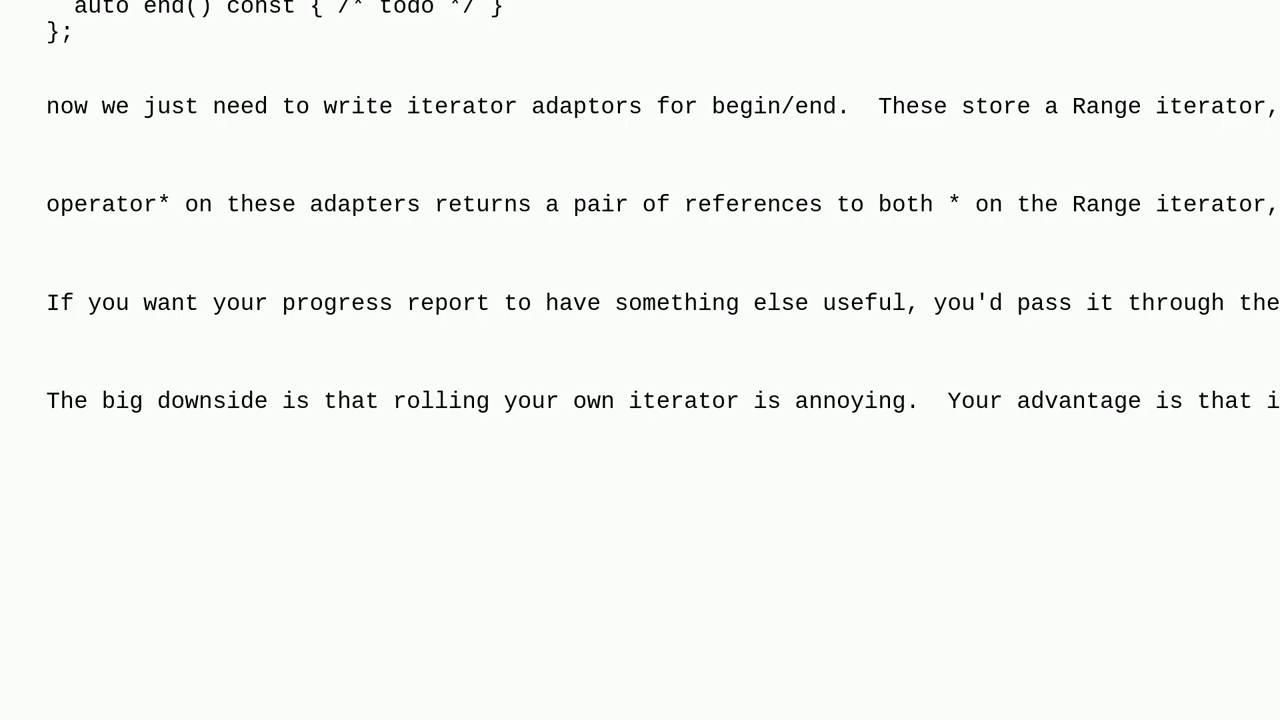 auto end() const { /* todo */ }
};
now we just need to write iterator adaptors for begin/end.  These store a Range iterator,
operator* on these adapters returns a pair of references to both * on the Range iterator,
If you want your progress report to have something else useful, you'd pass it through the
The big downside is that rolling your own iterator is annoying.  Your advantage is that i